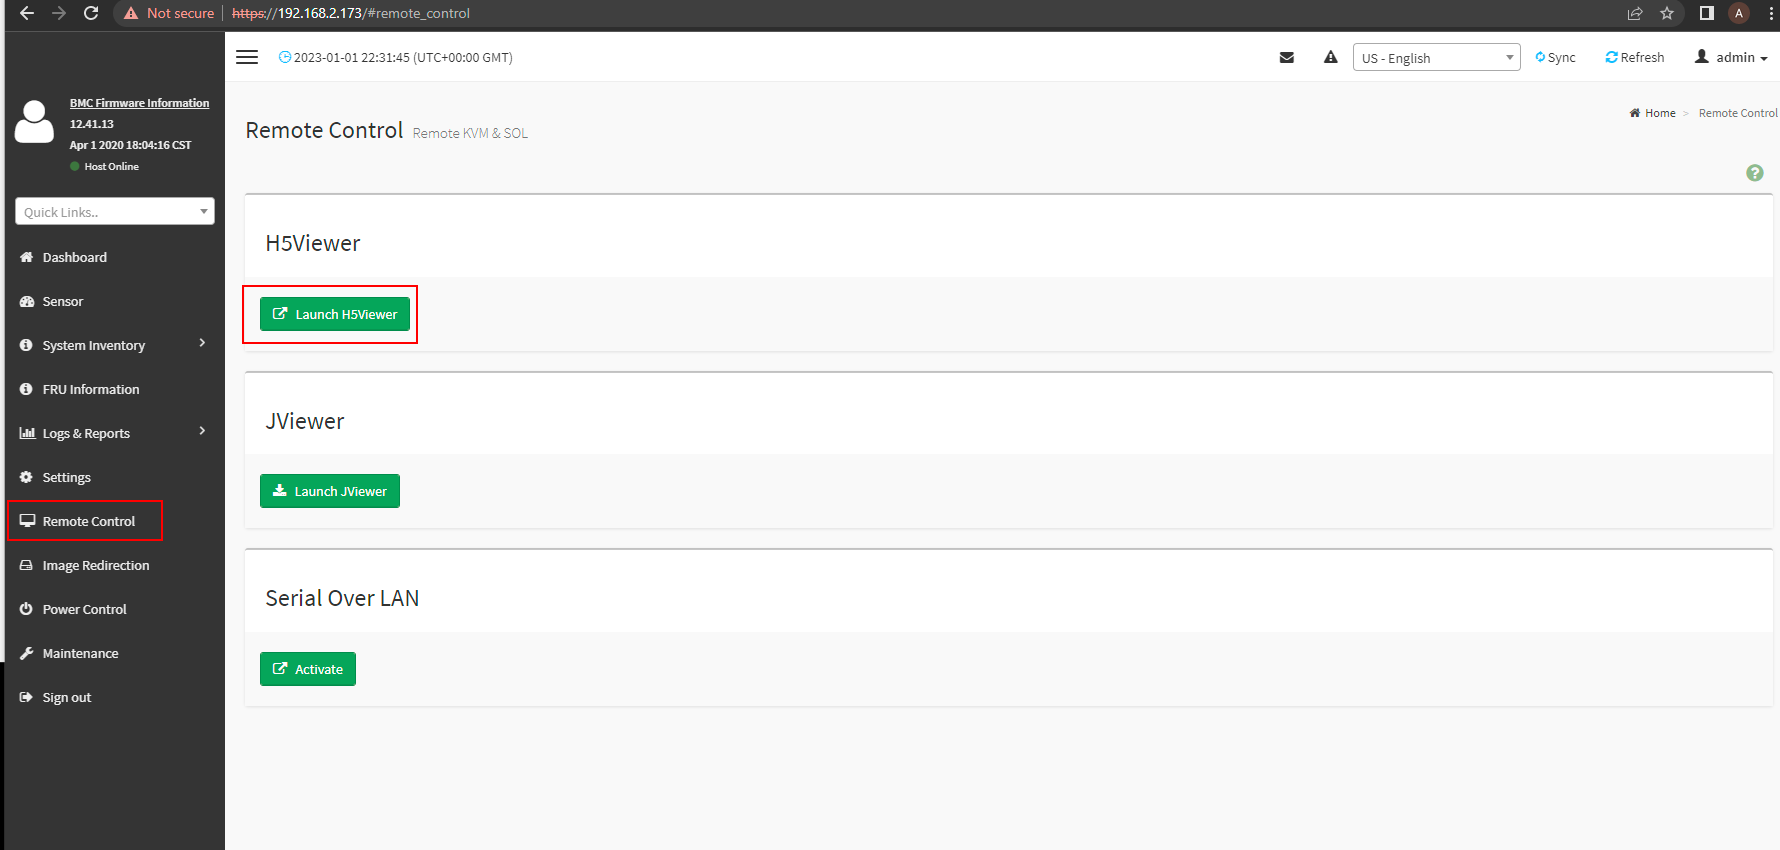 Not secure | https://192.168.2.173/#remote_control
A
2023-01-01 22:31:45 (UTC+00:00 GMT)
US - English
Sync
Refresh
admin
BMC Firmware Information
12.41.13
Apr 1 2020 18:04:16 CST
Host Online
Quick Links..
Dashboard
Sensor
System Inventory
FRU Information
Logs & Reports
Settings
Remote Control
Image Redirection
Power Control
Maintenance
Sign out
Remote Control Remote KVM & SOL
Home > Remote Control
?
H5Viewer
Launch H5Viewer
JViewer
Launch JViewer
Serial Over LAN
Activate